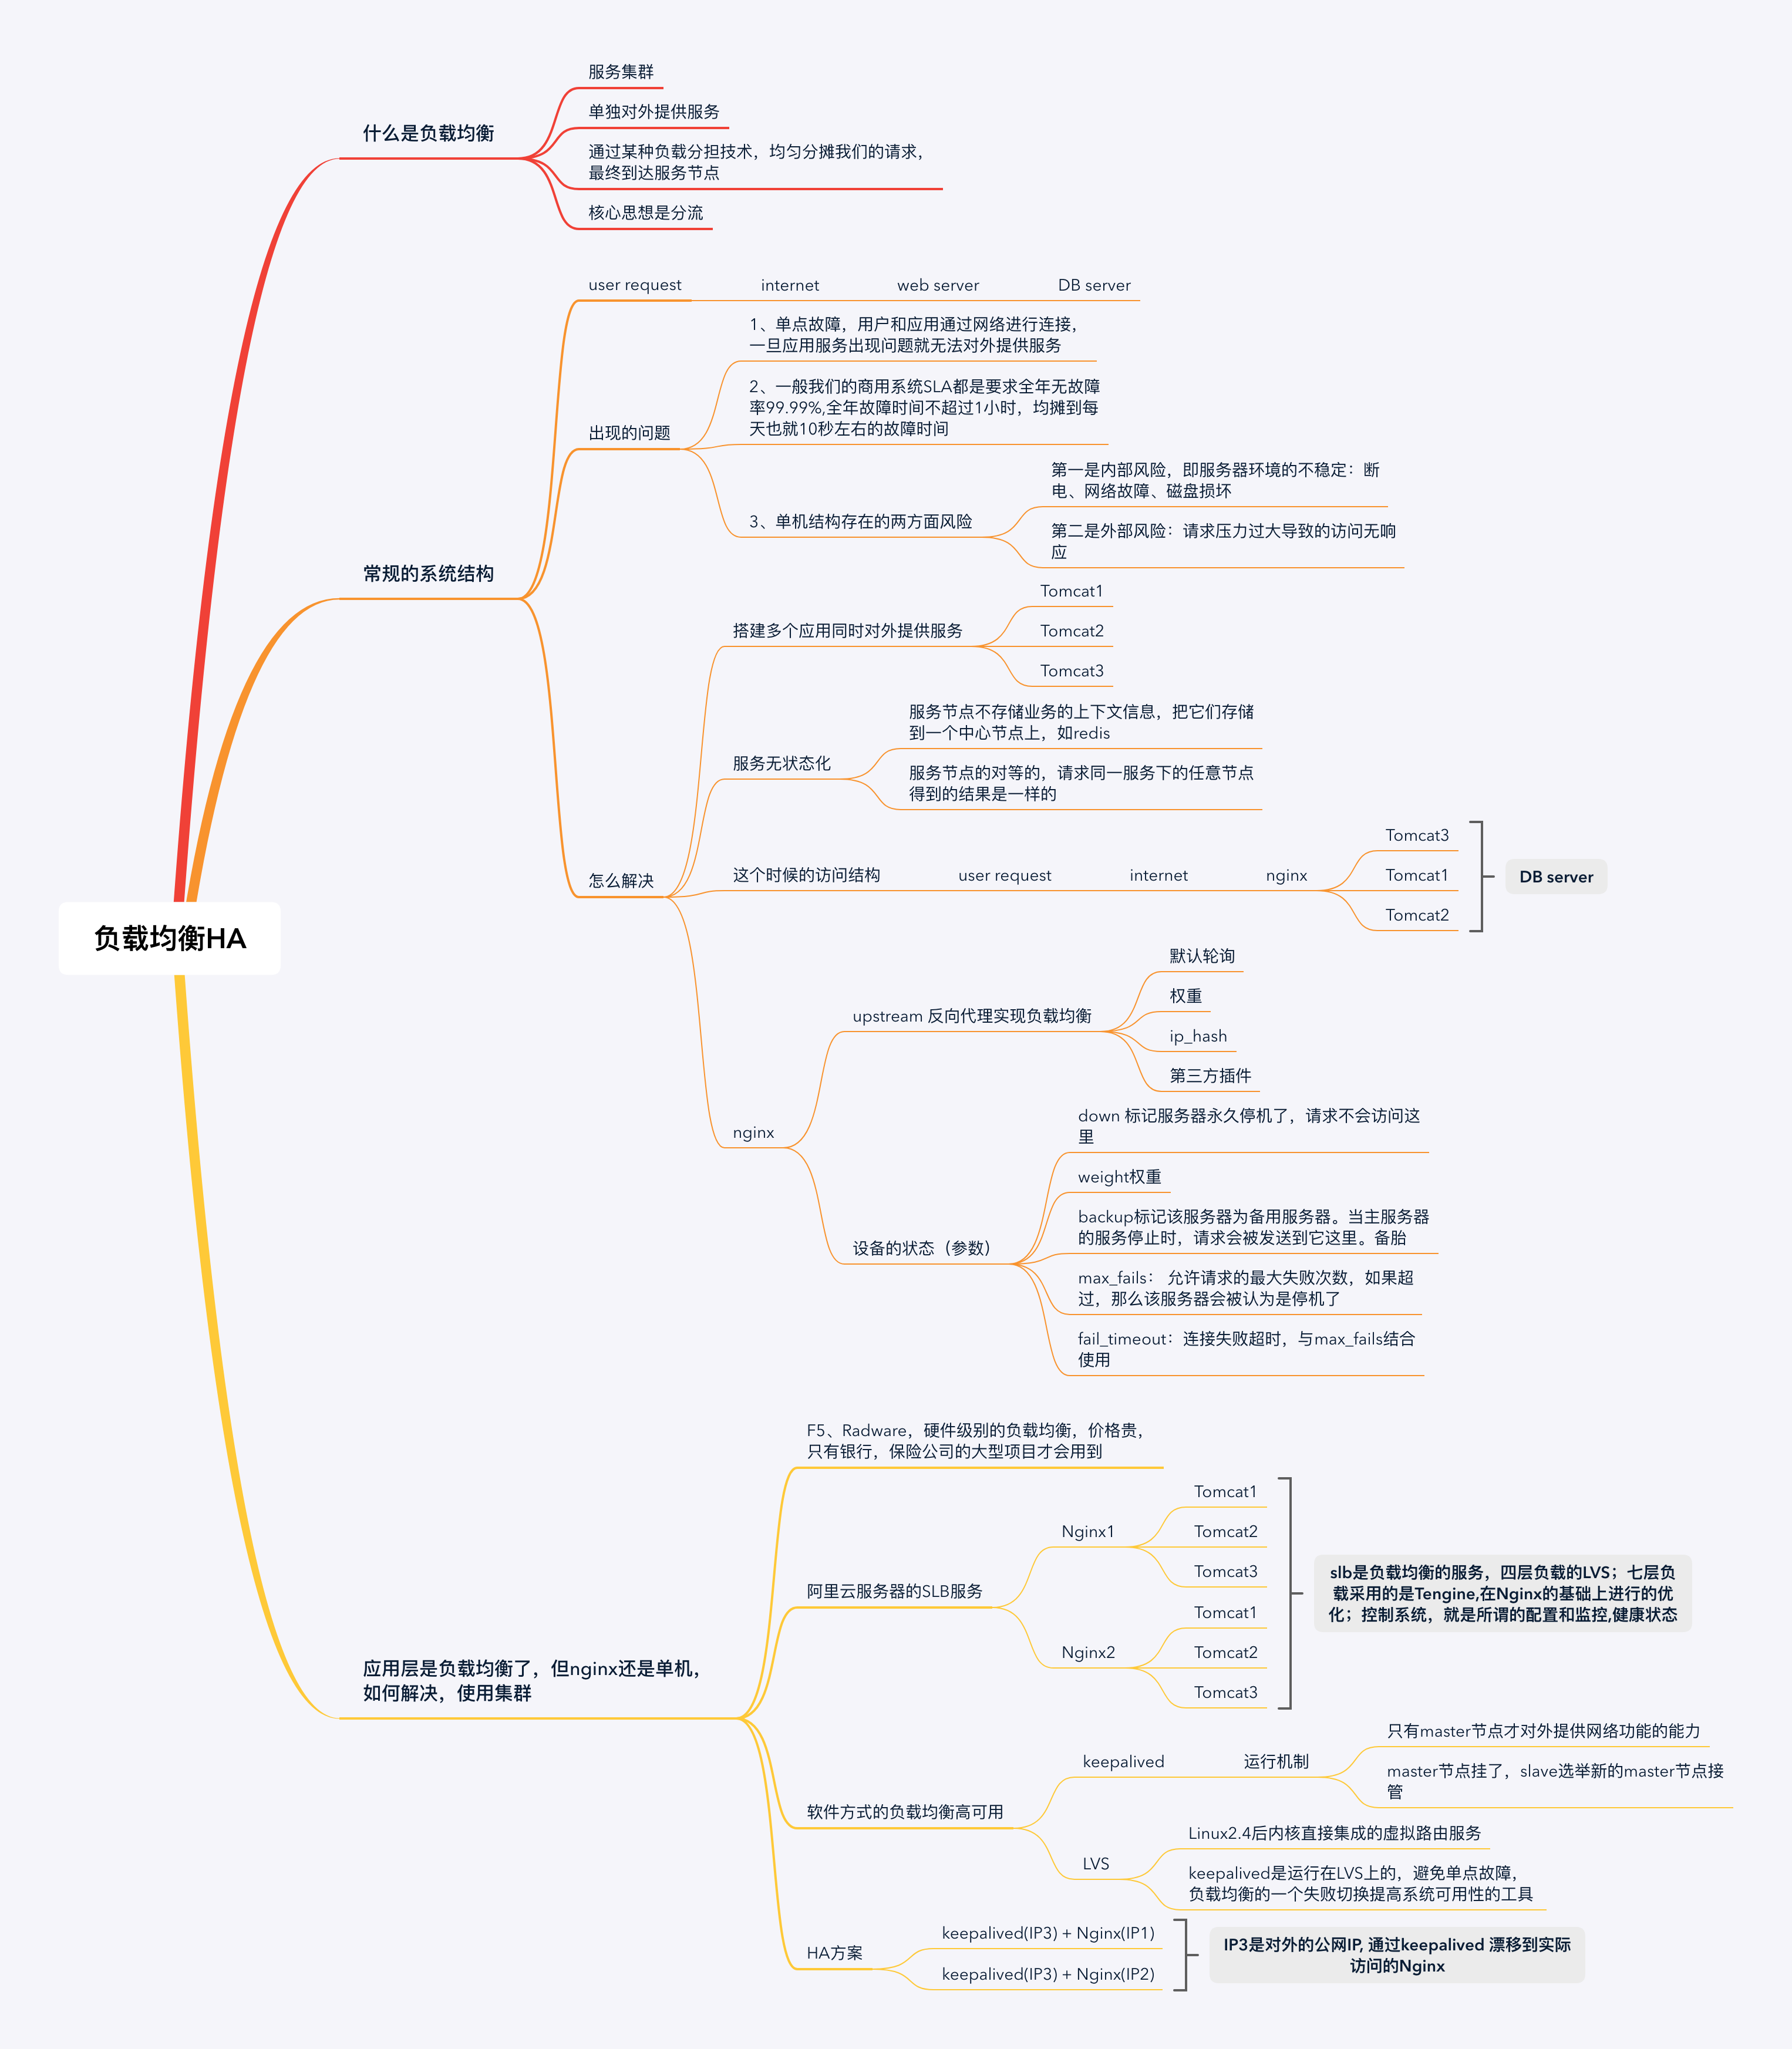 服务集群
单独对外提供服务
什么是负载均衡
通过某种负载分担技术，均匀分摊我们的请求，
最终到达服务节点
核心思想是分流
user request internet web server DB server
1、单点故障，用户和应用通过网络进行连接，
一旦应用服务出现问题就无法对外提供服务
2、一般我们的商用系统SLA都是要求全年无故障
率99.99%,全年故障时间不超过1小时，均摊到每
天也就10秒左右的故障时间
出现的问题
第一是内部风险，即服务器环境的不稳定：断
电、网络故障、磁盘损坏
3、单机结构存在的两方面风险
第二是外部风险：请求压力过大导致的访问无响
应
常规的系统结构
Tomcat1
搭建多个应用同时对外提供服务
Tomcat2
Tomcat3
服务节点不存储业务的上下文信息，把它们存储
到一个中心节点上，如redis
服务无状态化
服务节点的对等的，请求同一服务下的任意节点
得到的结果是一样的
怎么解决
Tomcat3
这个时候的访问结构 user request internet nginx
Tomcat1
Tomcat2
DB server
负载均衡HA
默认轮询
权重
upstream 反向代理实现负载均衡
ip_hash
第三方插件
nginx
down 标记服务器永久停机了，请求不会访问这
里
weight权重
backup标记该服务器为备用服务器。当主服务器
的服务停止时，请求会被发送到它这里。备胎
设备的状态（参数）
max_fails： 允许请求的最大失败次数，如果超
过，那么该服务器会被认为是停机了
fail_timeout：连接失败超时，与max_fails结合
使用
F5、Radware，硬件级别的负载均衡，价格贵，
只有银行，保险公司的大型项目才会用到
Tomcat1
Nginx1
Tomcat2
Tomcat3
阿里云服务器的SLB服务
Tomcat1
Nginx2
Tomcat2
Tomcat3
slb是负载均衡的服务，四层负载的LVS；七层负
载采用的是Tengine,在Nginx的基础上进行的优
化；控制系统，就是所谓的配置和监控,健康状态
应用层是负载均衡了，但nginx还是单机，
如何解决，使用集群
只有master节点才对外提供网络功能的能力
keepalived 运行机制
master节点挂了，slave选举新的master节点接
管
软件方式的负载均衡高可用
Linux2.4后内核直接集成的虚拟路由服务
LVS
keepalived是运行在LVS上的，避免单点故障，
负载均衡的一个失败切换提高系统可用性的工具
keepalived(IP3) + Nginx(IP1)
HA方案
keepalived(IP3) + Nginx(IP2)
IP3是对外的公网IP, 通过keepalived 漂移到实际
访问的Nginx